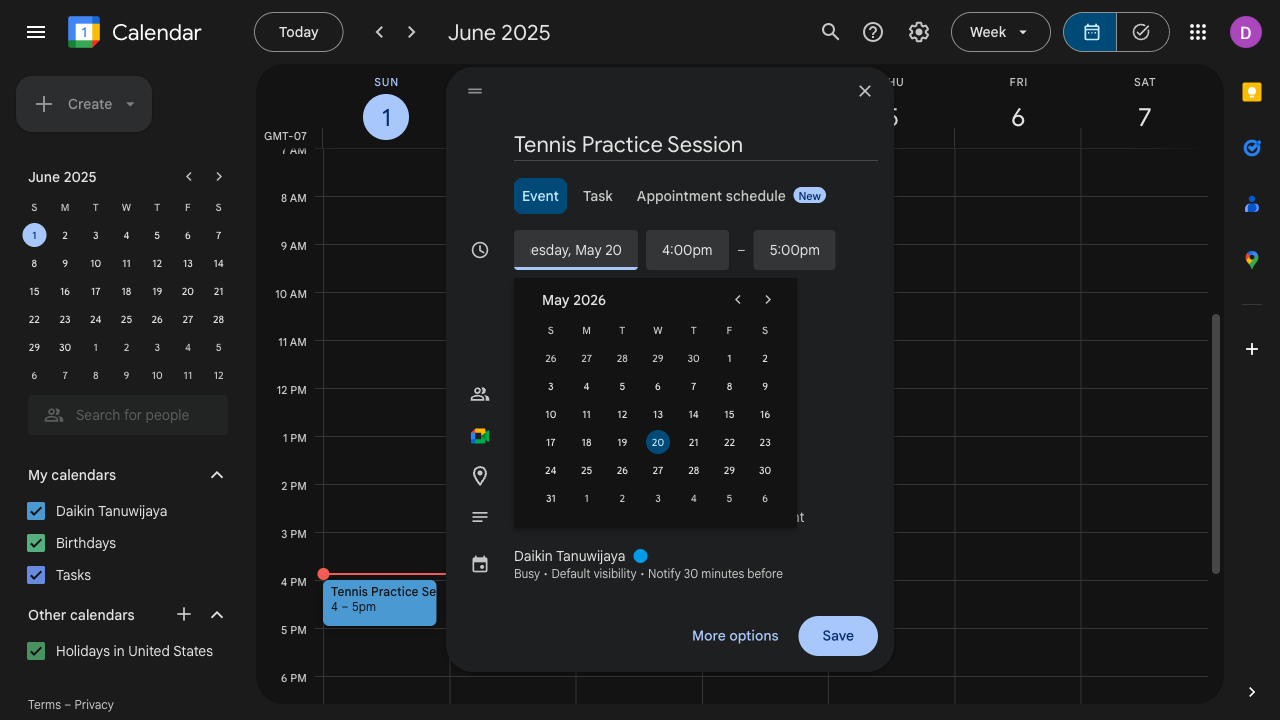 Calendar
Today
June 2025
Week
D
Create
June 2025
S M T W T F S
1 2 3 4 5 6 7
8 9 10 11 12 13 14
15 16 17 18 19 20 21
22 23 24 25 26 27 28
29 30 1 2 3 4 5
6 7 8 9 10 11 12
Search for people
My calendars
Daikin Tanuwijaya
Birthdays
Tasks
Other calendars
Holidays in United States
Terms – Privacy
SUN
1
HU
5
FRI
6
SAT
7
GMT-07
7 AM
8 AM
9 AM
10 AM
11 AM
12 PM
1 PM
2 PM
3 PM
4 PM
5 PM
6 PM
Tennis Practice Se
4 – 5pm
Tennis Practice Session
Event Task Appointment schedule New
esday, May 20 4:00pm – 5:00pm
May 2026
S M T W T F S
26 27 28 29 30 1 2
3 4 5 6 7 8 9
10 11 12 13 14 15 16
17 18 19 20 21 22 23
24 25 26 27 28 29 30
31 1 2 3 4 5 6
nt
Daikin Tanuwijaya
Busy • Default visibility • Notify 30 minutes before
More options Save